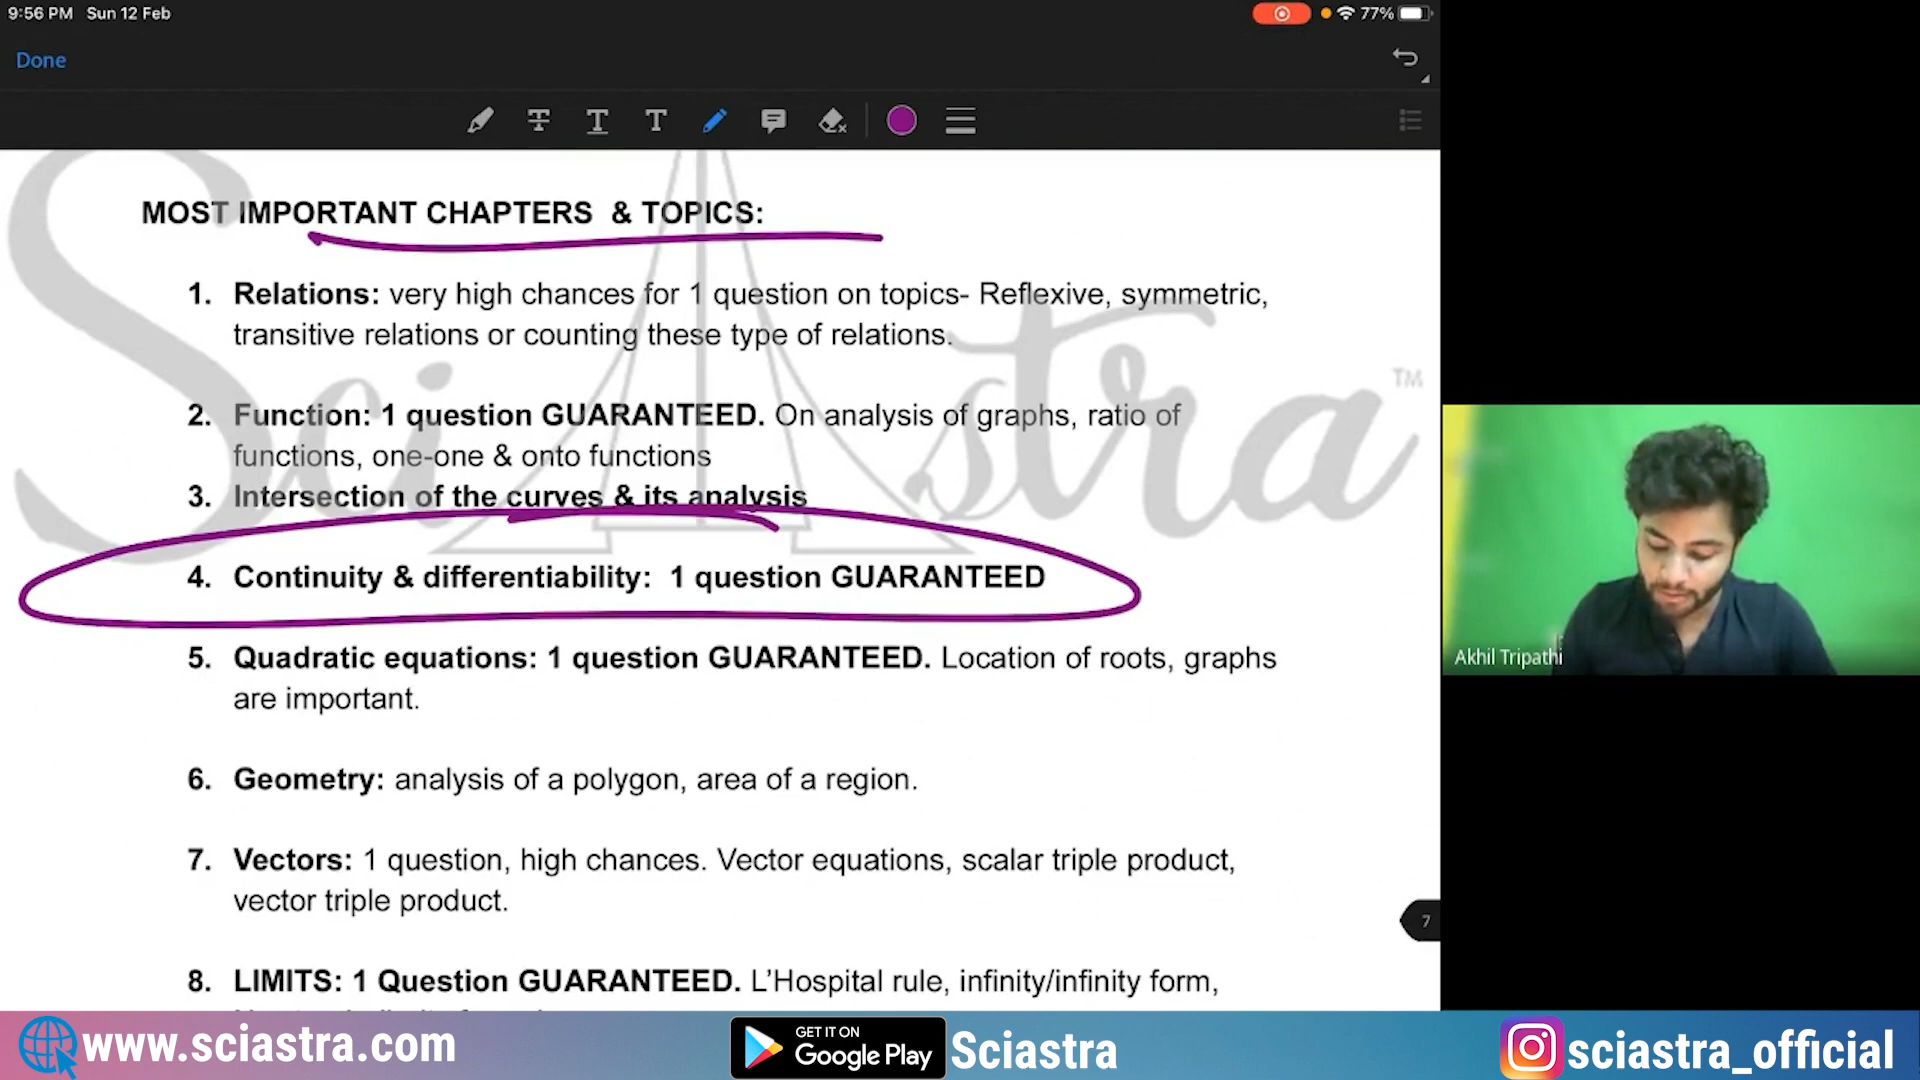 9:56 PM Sun 12 Feb
77%
Done
MOST IMPORTANT CHAPTERS & TOPICS:
1. Relations: very high chances for 1 question on topics- Reflexive, symmetric,
transitive relations or counting these type of relations.
2. Function: 1 question GUARANTEED. On analysis of graphs, ratio of
functions, one-one & onto functions
3. Intersection of the curves & its analysis
4. Continuity & differentiability: 1 question GUARANTEED
5. Quadratic equations: 1 question GUARANTEED. Location of roots, graphs
are important.
6. Geometry: analysis of a polygon, area of a region.
7. Vectors: 1 question, high chances. Vector equations, scalar triple product,
vector triple product.
8. LIMITS: 1 Question GUARANTEED. L'Hospital rule, infinity/infinity form,
SciAstra
TM
7
Akhil Tripathi
www.sciastra.com
GET IT ON
Google Play
Sciastra
sciastra_official